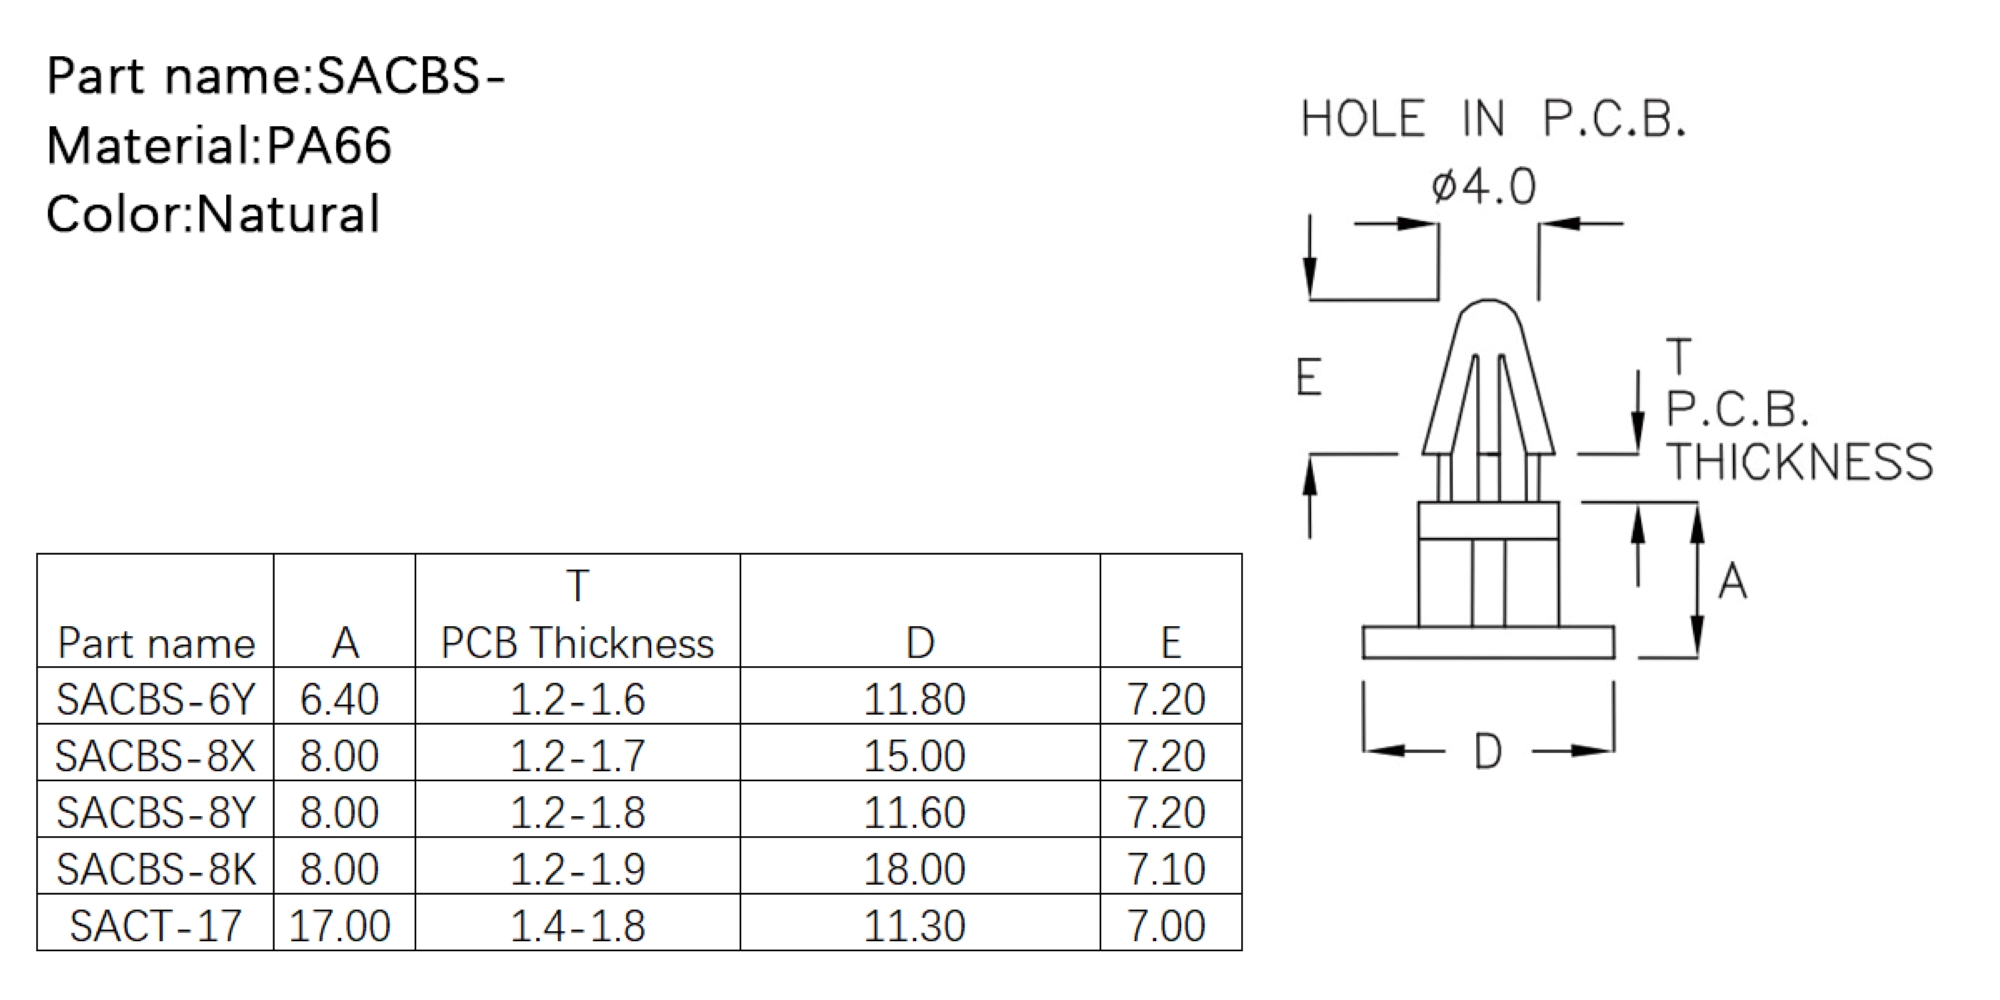 Part name:SACBS-
Material:PA66
Color:Natural
HOLE IN P.C.B.
ø4.0
E
T
P.C.B.
THICKNESS
A
D
T
Part name A PCB Thickness D E
SACBS-6Y 6.40 1.2-1.6 11.80 7.20
SACBS-8X 8.00 1.2-1.7 15.00 7.20
SACBS-8Y 8.00 1.2-1.8 11.60 7.20
SACBS-8K 8.00 1.2-1.9 18.00 7.10
SACT-17 17.00 1.4-1.8 11.30 7.00